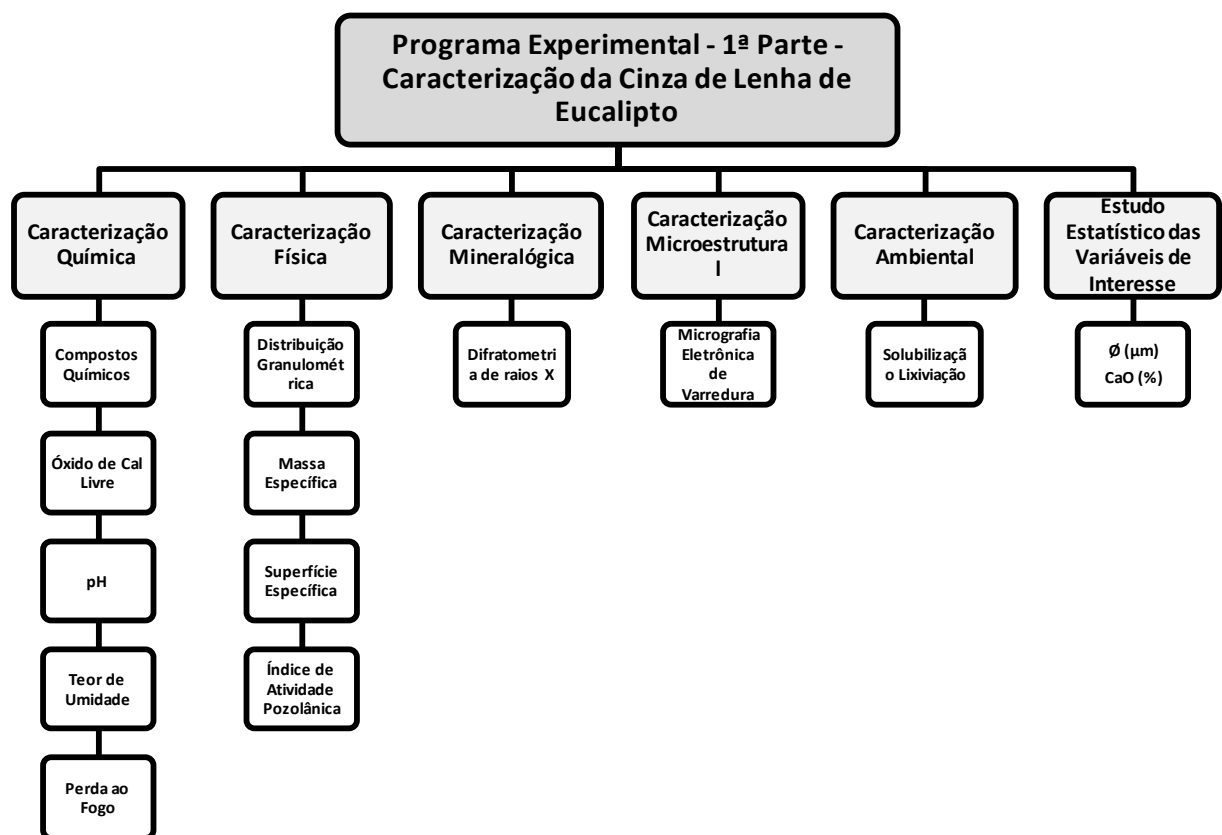 Programa Experimental - 1ª Parte -
Caracterização da Cinza de Lenha de
Eucalipto
Caracterização
Química
Caracterização
Física
Caracterização
Mineralógica
Caracterização
Microestrutura
l
Caracterização
Ambiental
Estudo
Estatístico das
Variáveis de
Interesse
Compostos
Químicos
Distribuição
Granulomét
rica
Difratometri
a de raios X
Micrografia
Eletrônica
de
Varredura
Solubilizaçã
o Lixiviação
Ø (µm)
CaO (%)
Óxido de Cal
Livre
Massa
Específica
pH
Superfície
Específica
Teor de
Umidade
Índice de
Atividade
Pozolânica
Perda ao
Fogo